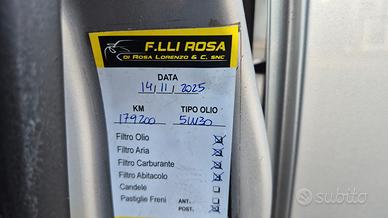 F.LLI ROSA
DI ROSA LORENZO & C. SNC
DATA
14, 11, 2025
KM TIPO OLIO
179200 5W30
Filtro Olio
Filtro Aria
Filtro Carburante
Filtro Abitacolo
Candele
Pastiglie Freni ANT.
POST.
subito